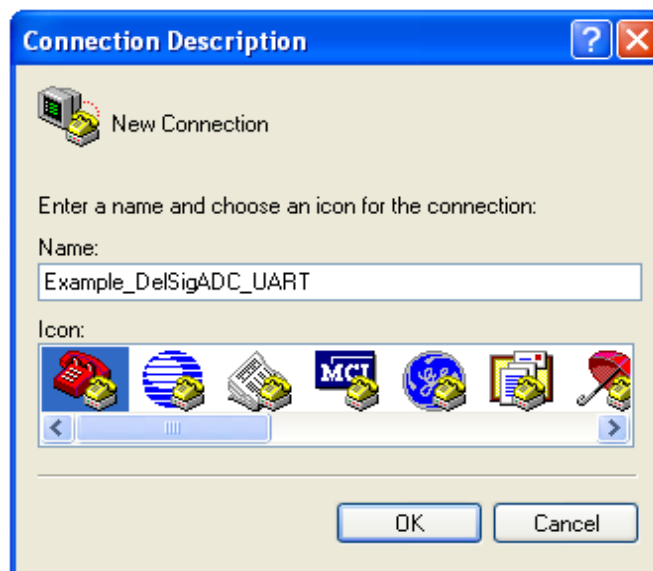 Connection Description
New Connection
Enter a name and choose an icon for the connection:
Name:
Example_DelSigADC_UART
Icon:
MCI
OK Cancel